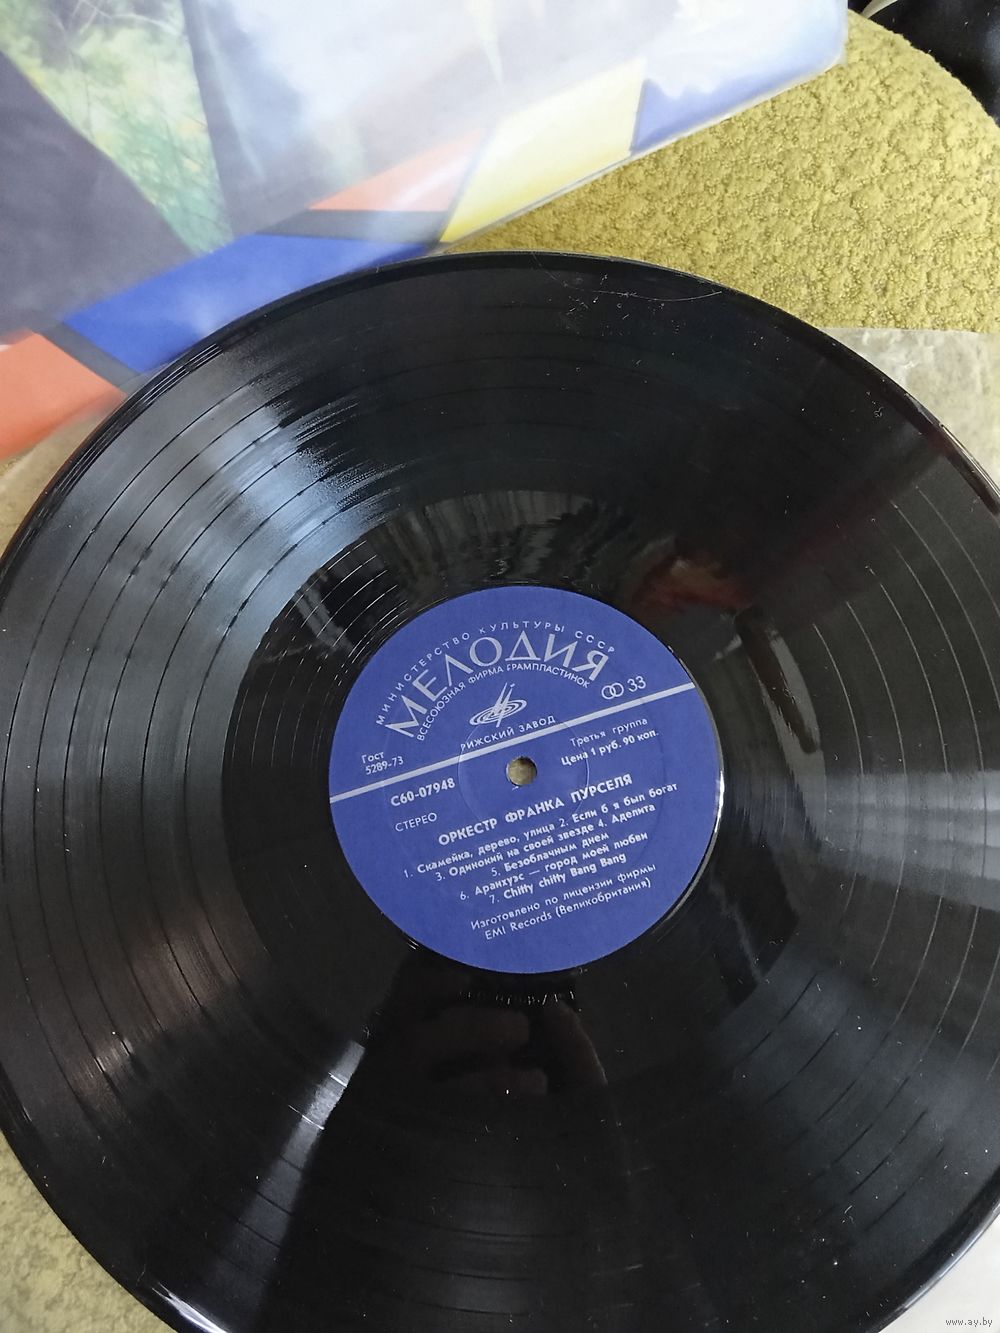 МИНИСТЕРСТВО КУЛЬТУРЫ СССР
МЕЛОДИЯ
ВСЕСОЮЗНАЯ ФИРМА ГРАМПЛАСТИНОК
33
РИЖСКИЙ ЗАВОД
Гост
5289-73
Третья группа
Цена 1 руб. 90 коп.
С60-07948
СТЕРЕО
ОРКЕСТР ФРАНКА ПУРСЕЛЯ
1. Скамейка, дерево, улица 2. Если б я был богат
3. Одинокий на своей звезде 4. Аделита
5. Безоблачным днем
6. Аранхуэс — город моей любви
7. Chitty chitty Bang Bang
Изготовлено по лицензии фирмы
EMI Records (Великобритания)
www.ay.by